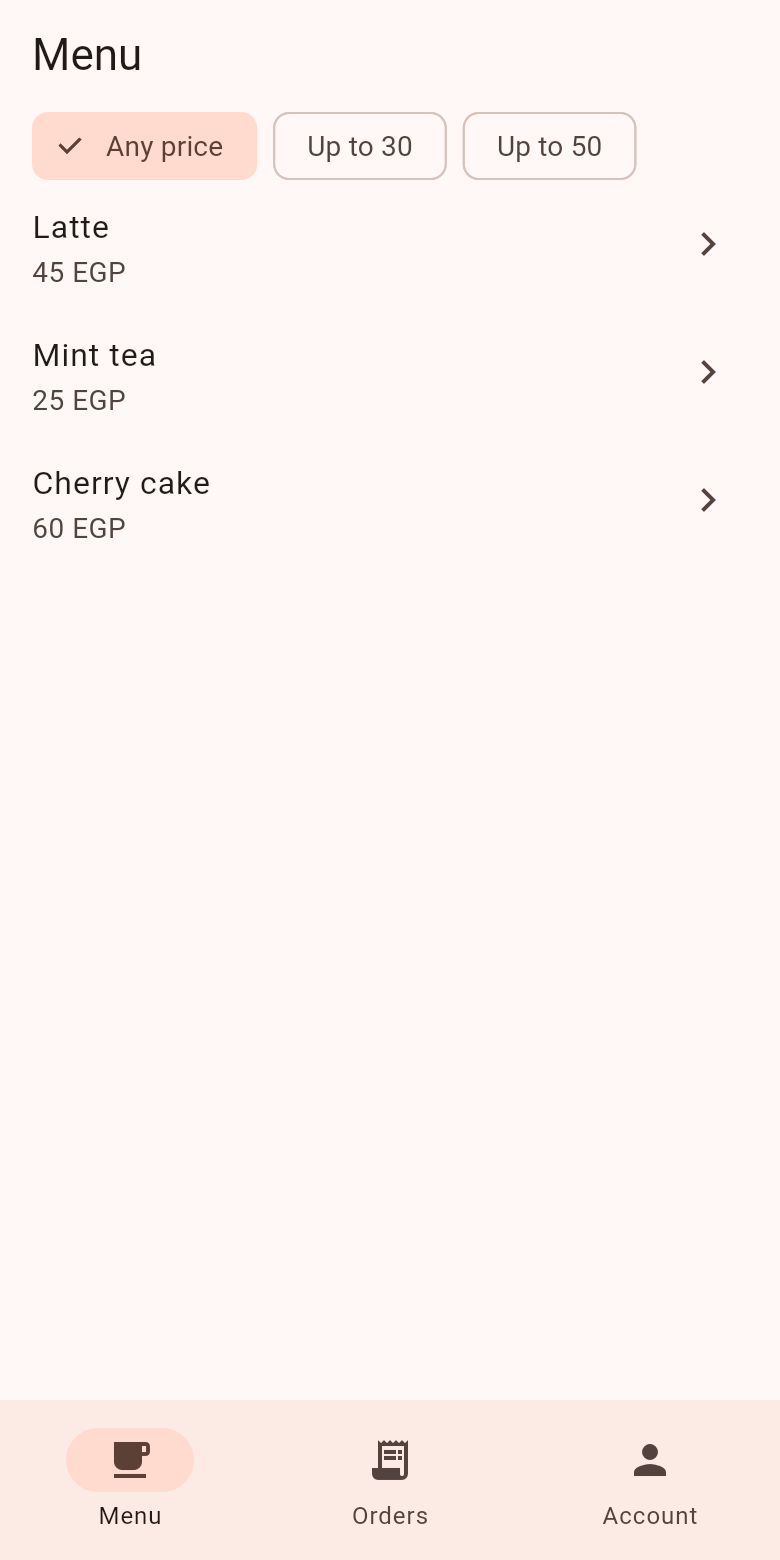 Menu
Any price
Up to 30
Up to 50
Latte
45 EGP
Mint tea
25 EGP
Cherry cake
60 EGP
Menu
Orders
Account